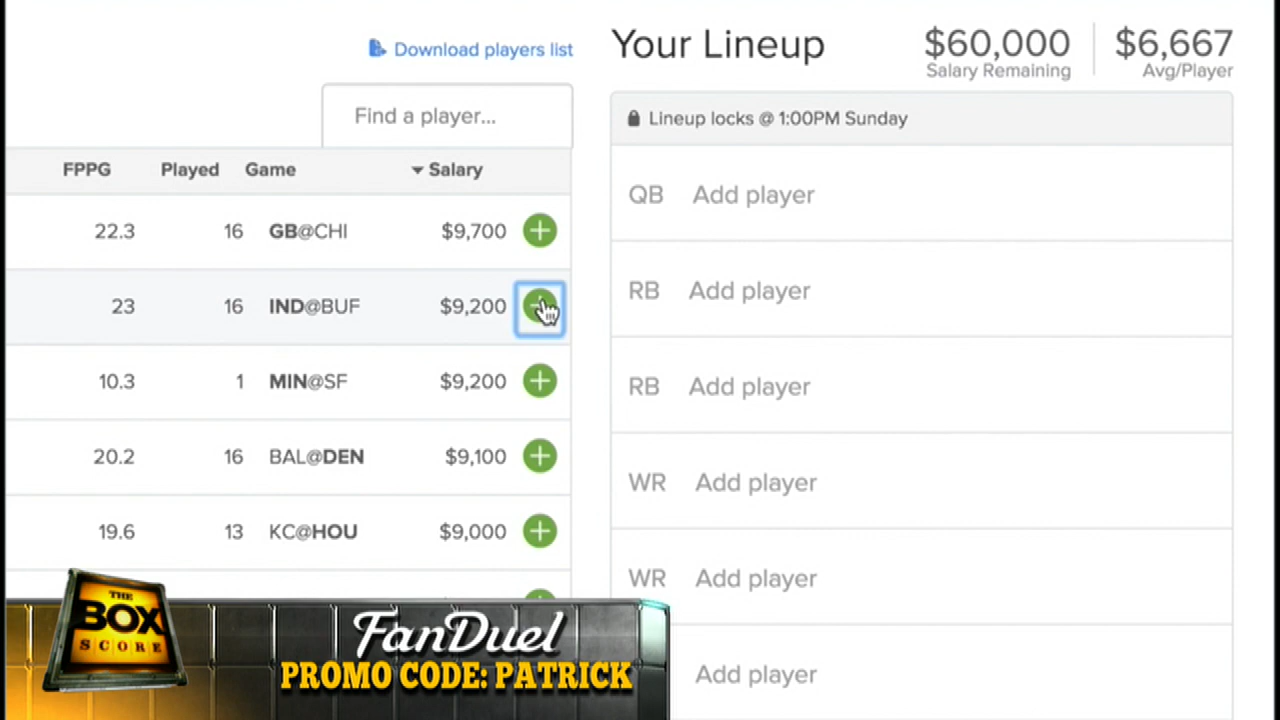 Download players list
Find a player...
FPPG Played Game Salary
22.3 16 GB@CHI $9,700
23 16 IND@BUF $9,200
10.3 1 MIN@SF $9,200
20.2 16 BAL@DEN $9,100
19.6 13 KC@HOU $9,000
Your Lineup
$60,000 $6,667
Salary Remaining Avg/Player
Lineup locks @ 1:00PM Sunday
QB Add player
RB Add player
RB Add player
WR Add player
WR Add player
Add player
THE
BOX
SCORE
FanDuel
PROMO CODE: PATRICK